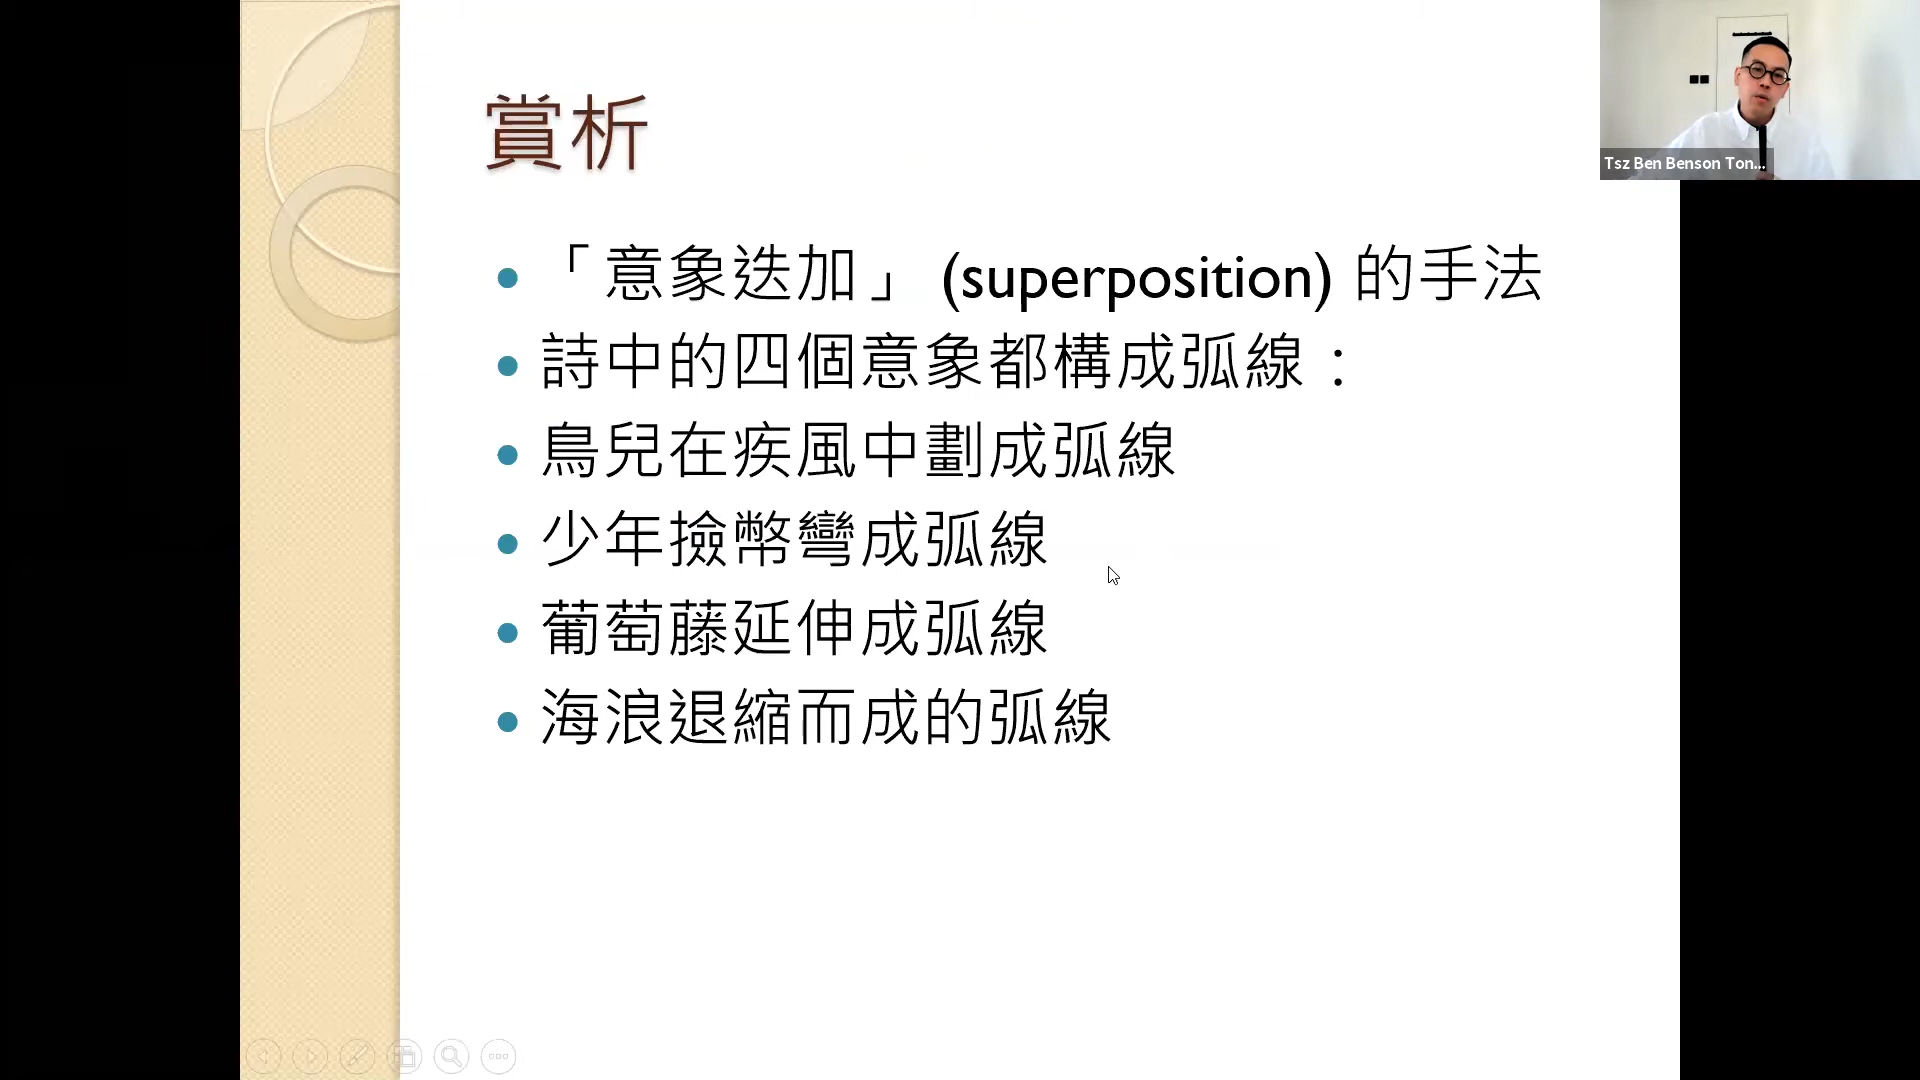 賞析
「意象迭加」 (superposition) 的手法
詩中的四個意象都構成弧線：
鳥兒在疾風中劃成弧線
少年撿幣彎成弧線
葡萄藤延伸成弧線
海浪退縮而成的弧線
Tsz Ben Benson Ton...